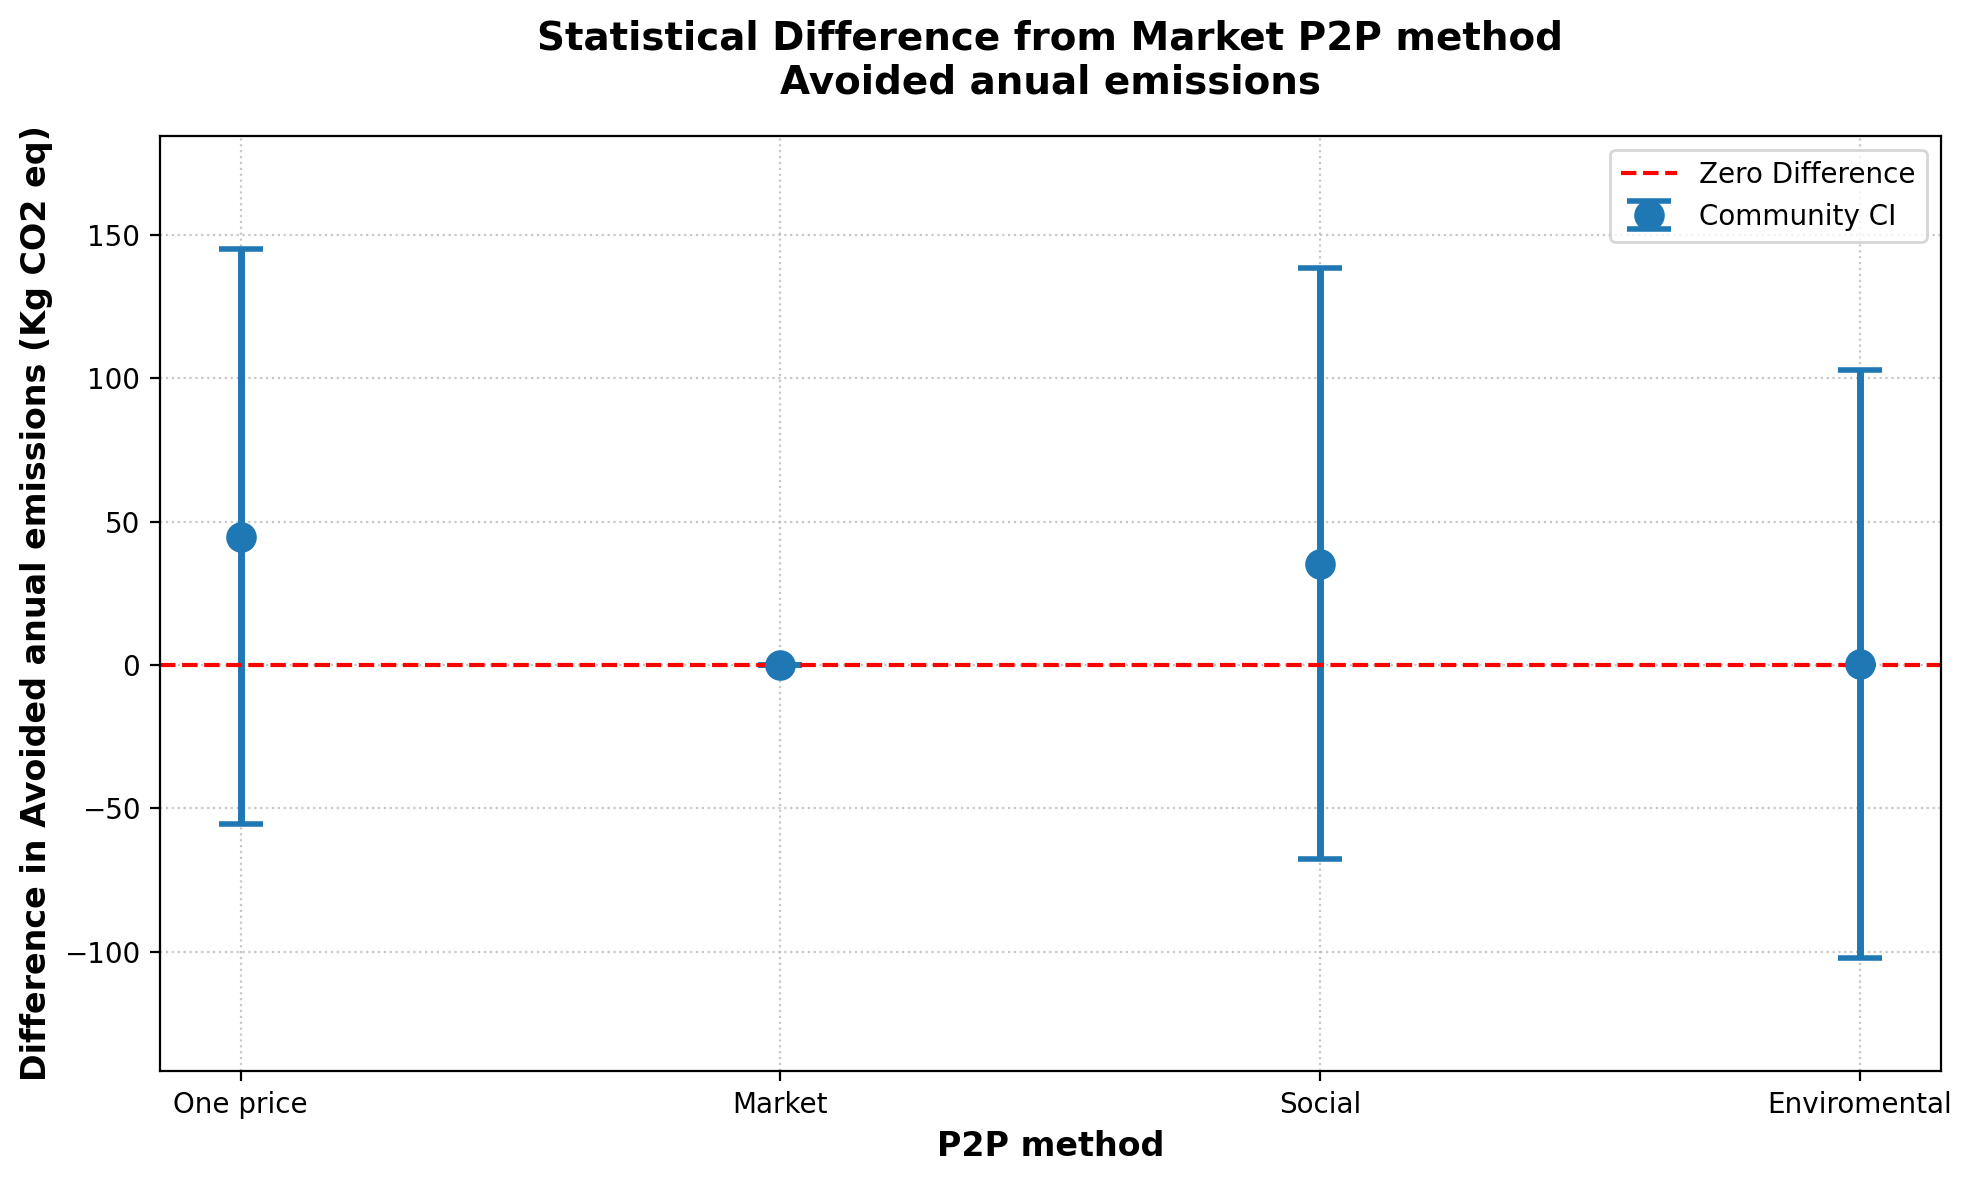 Statistical Difference from Market P2P method
Avoided anual emissions
Difference in Avoided anual emissions (Kg CO2 eq)
150
100
50
0
−50
−100
Zero Difference
Community CI
One price
Market
Social
Enviromental
P2P method